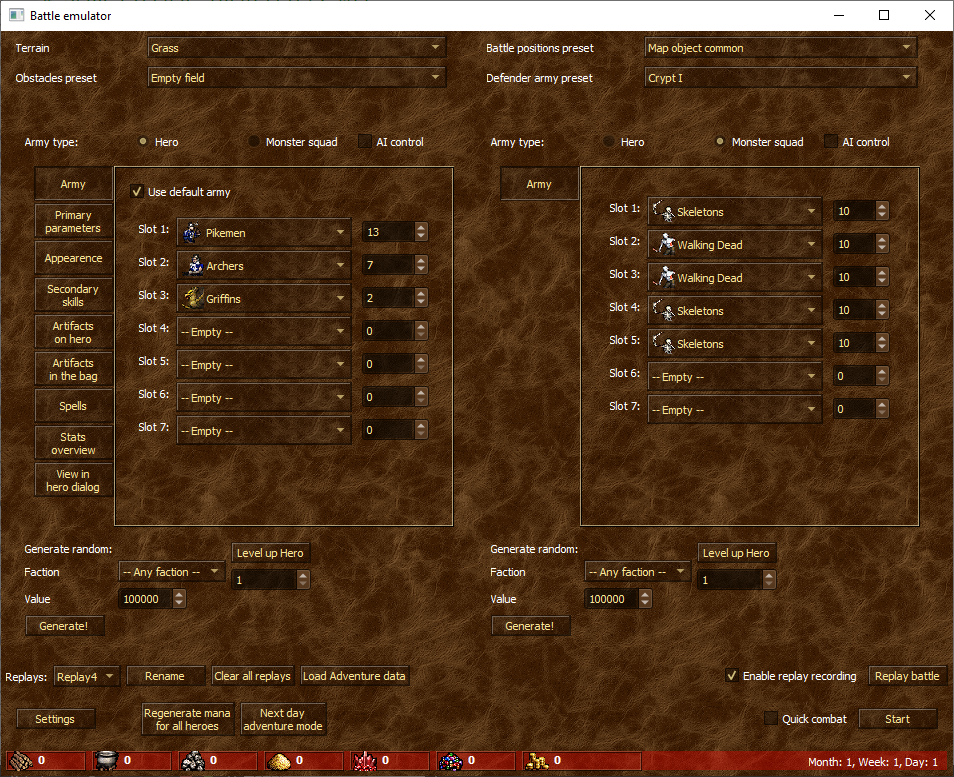 Battle emulator
Terrain
Grass
Battle positions preset
Map object common
Obstacles preset
Empty field
Defender army preset
Crypt I
Army type:
Hero
Monster squad
AI control
Army type:
Hero
Monster squad
AI control
Army
Primary
parameters
Appearence
Secondary
skills
Artifacts
on hero
Artifacts
in the bag
Spells
Stats
overview
View in
hero dialog
Use default army
Slot 1:
Pikemen
13
Slot 2:
Archers
7
Slot 3:
Griffins
2
Slot 4:
-- Empty --
0
Slot 5:
-- Empty --
0
Slot 6:
-- Empty --
0
Slot 7:
-- Empty --
0
Army
Slot 1:
Skeletons
10
Slot 2:
Walking Dead
10
Slot 3:
Walking Dead
10
Slot 4:
Skeletons
10
Slot 5:
Skeletons
10
Slot 6:
-- Empty --
0
Slot 7:
-- Empty --
0
Generate random:
Level up Hero
Faction
-- Any faction --
1
Value
100000
Generate!
Generate random:
Level up Hero
Faction
-- Any faction --
1
Value
100000
Generate!
Replays:
Replay4
Rename
Clear all replays
Load Adventure data
Enable replay recording
Replay battle
Settings
Regenerate mana
for all heroes
Next day
adventure mode
Quick combat
Start
0
0
0
0
0
0
0
Month: 1, Week: 1, Day: 1